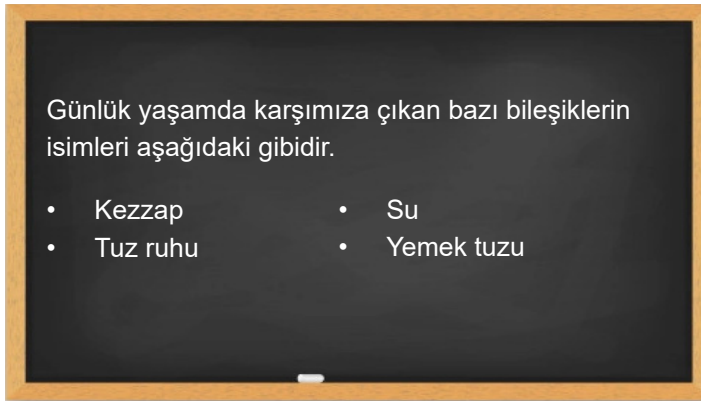 Günlük yaşamda karşımıza çıkan bazı bileşiklerin
isimleri aşağıdaki gibidir.
• Kezzap
• Tuz ruhu
• Su
• Yemek tuzu